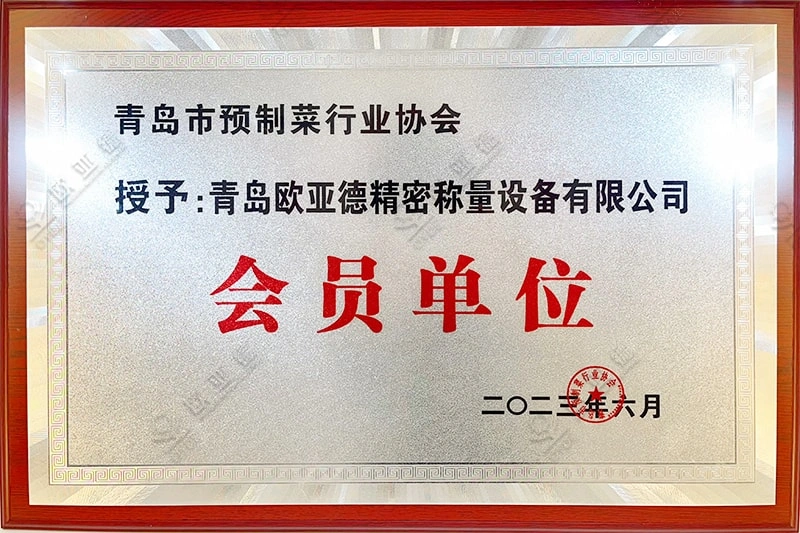 青岛市预制菜行业协会
授予:青岛欧亚德精密称量设备有限公司
会员单位
二〇二三年六月